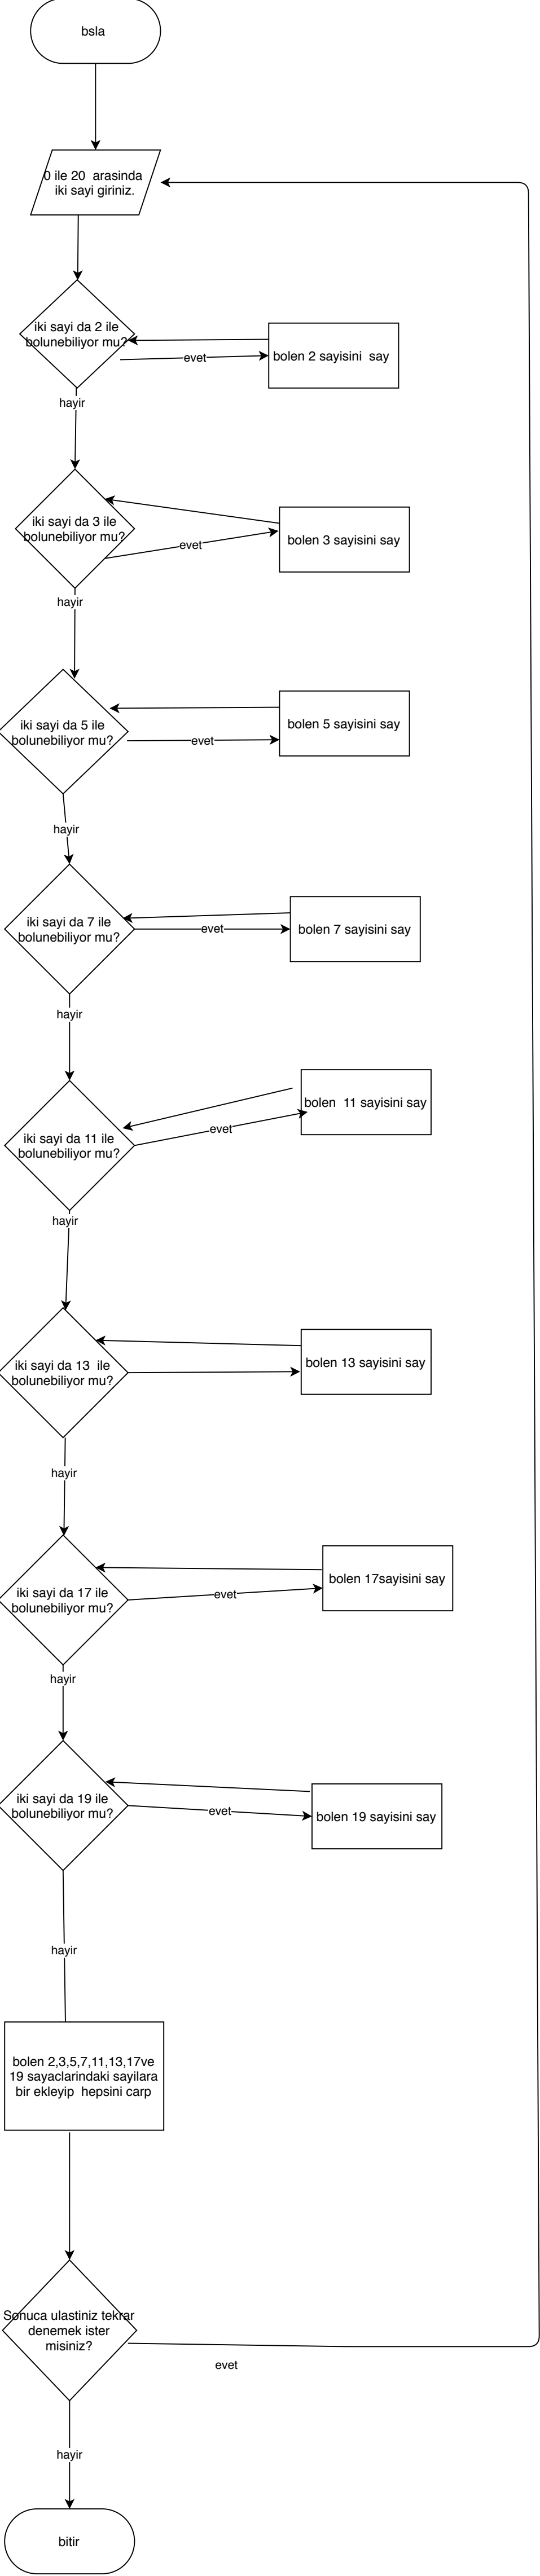 bsla
0 ile 20 arasinda
iki sayi giriniz.
iki sayi da 2 ile
bolunebiliyor mu?
evet
bolen 2 sayisini say
hayir
iki sayi da 3 ile
bolunebiliyor mu?
evet
bolen 3 sayisini say
hayir
iki sayi da 5 ile
bolunebiliyor mu?
evet
bolen 5 sayisini say
hayir
iki sayi da 7 ile
bolunebiliyor mu?
evet
bolen 7 sayisini say
hayir
iki sayi da 11 ile
bolunebiliyor mu?
evet
bolen 11 sayisini say
hayir
iki sayi da 13 ile
bolunebiliyor mu?
bolen 13 sayisini say
hayir
iki sayi da 17 ile
bolunebiliyor mu?
evet
bolen 17sayisini say
hayir
iki sayi da 19 ile
bolunebiliyor mu?
evet
bolen 19 sayisini say
hayir
bolen 2,3,5,7,11,13,17ve
19 sayaclarindaki sayilara
bir ekleyip hepsini carp
Sonuca ulastiniz tekrar
denemek ister
misiniz?
evet
hayir
bitir